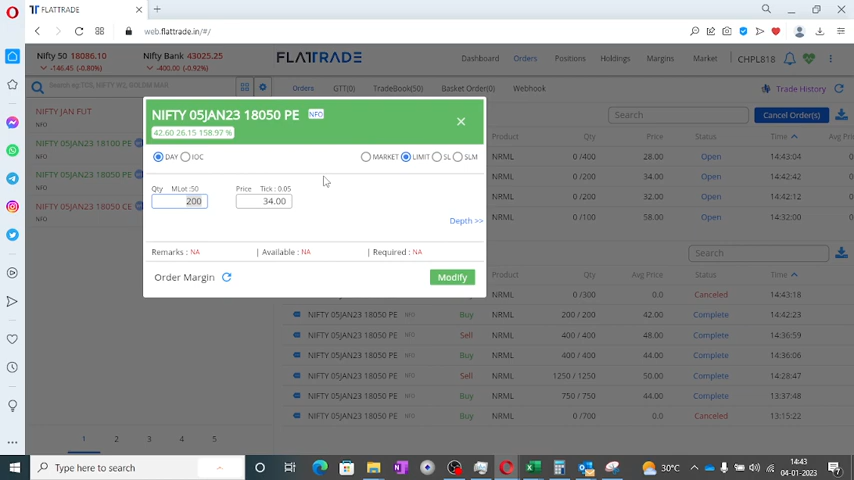 FLATTRADE
web.flattrade.in/#/
Nifty 50 18086.10
-146.45 (-0.80%)
Nifty Bank 43025.25
-400.00 (-0.92%)
FLATTRADE
Dashboard Orders Positions Holdings Margins Market CHPL818
Search eg: TCS, NIFTY W2, GOLDM MAR
Orders GTT(0) TradeBook(50) Basket Order(0) Webhook Trade History
NIFTY JAN FUT
NFO
NIFTY 05JAN23 18100 PE
NFO
NIFTY 05JAN23 18050 PE
NFO
NIFTY 05JAN23 18050 CE
NFO
NIFTY 05JAN23 18050 PE NFO
42.60 26.15 158.97 %
DAY IOC MARKET LIMIT SL SLM
Qty MLot :50 Price Tick : 0.05
200 34.00
Depth >>
Remarks : NA | Available : NA | Required : NA
Order Margin Modify
Search Cancel Order(s)
Product Qty Price Status Time
NRML 0 /400 28.00 Open 14:43:04
NRML 0 /200 34.00 Open 14:42:42
NRML 0 /200 32.00 Open 14:42:12
NRML 0 /100 58.00 Open 14:32:00
Search
Product Qty Avg Price Status Time
NRML 0 /300 0.0 Canceled 14:43:18
NIFTY 05JAN23 18050 PE NFO Buy NRML 200 / 200 42.00 Complete 14:42:23
NIFTY 05JAN23 18050 PE NFO Sell NRML 400 / 400 48.00 Complete 14:36:59
NIFTY 05JAN23 18050 PE NFO Buy NRML 400 / 400 44.00 Complete 14:36:06
NIFTY 05JAN23 18050 PE NFO Sell NRML 1250 / 1250 50.00 Complete 14:28:47
NIFTY 05JAN23 18050 PE NFO Buy NRML 750 / 750 44.00 Complete 13:37:48
NIFTY 05JAN23 18050 PE NFO Buy NRML 0 /700 0.0 Canceled 13:15:22
1 2 3 4 5
Type here to search
30°C
14:43
04-01-2023
7